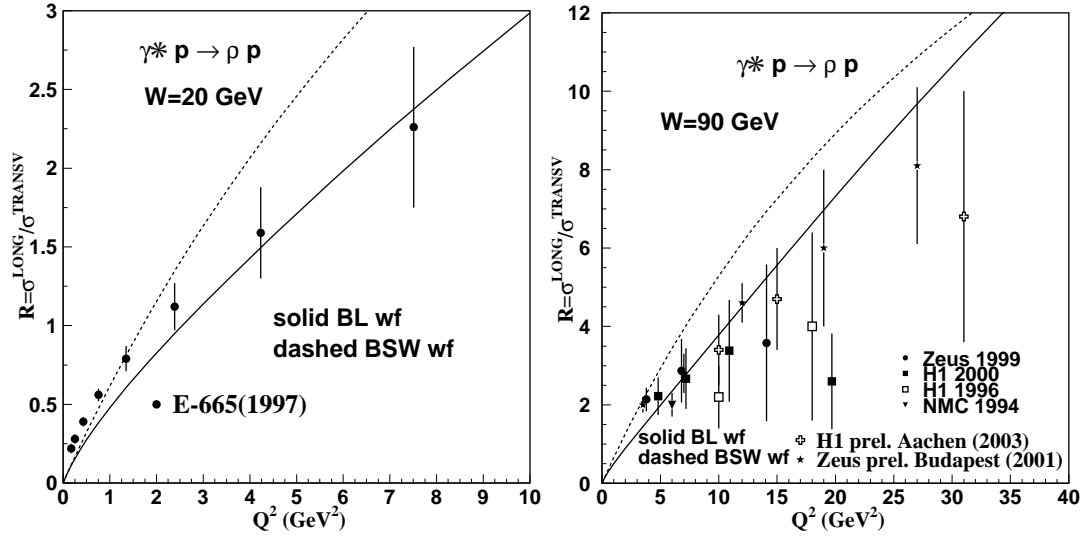 R=σ^LONG/σ^TRANSV
3
2.5
2
1.5
1
0.5
0
γ* p → ρ p
W=20 GeV
solid BL wf
dashed BSW wf
E-665(1997)
0 1 2 3 4 5 6 7 8 9 10
Q² (GeV²)
R=σ^LONG/σ^TRANSV
12
10
8
6
4
2
0
γ* p → ρ p
W=90 GeV
Zeus 1999
H1 2000
H1 1996
NMC 1994
solid BL wf
dashed BSW wf
H1 prel. Aachen (2003)
Zeus prel. Budapest (2001)
0 5 10 15 20 25 30 35 40
Q² (GeV²)